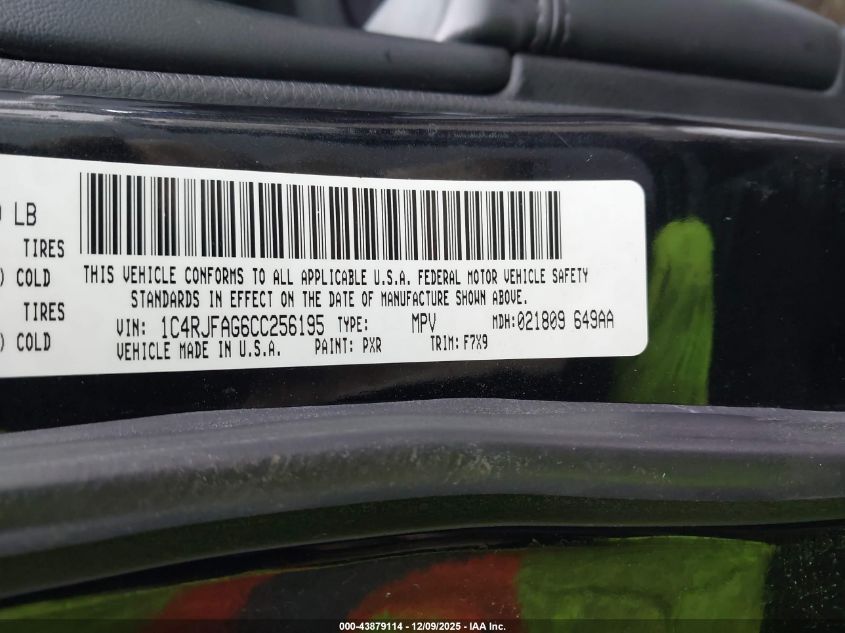 LB
TIRES
) COLD
TIRES
) COLD
THIS VEHICLE CONFORMS TO ALL APPLICABLE U.S.A. FEDERAL MOTOR VEHICLE SAFETY
STANDARDS IN EFFECT ON THE DATE OF MANUFACTURE SHOWN ABOVE.
VIN: 1C4RJFAG6CC256195 TYPE: MPV MDH:021809 649AA
VEHICLE MADE IN U.S.A. PAINT: PXR TRIM: F7X9
000-43879114 - 12/09/2025 - IAA Inc.